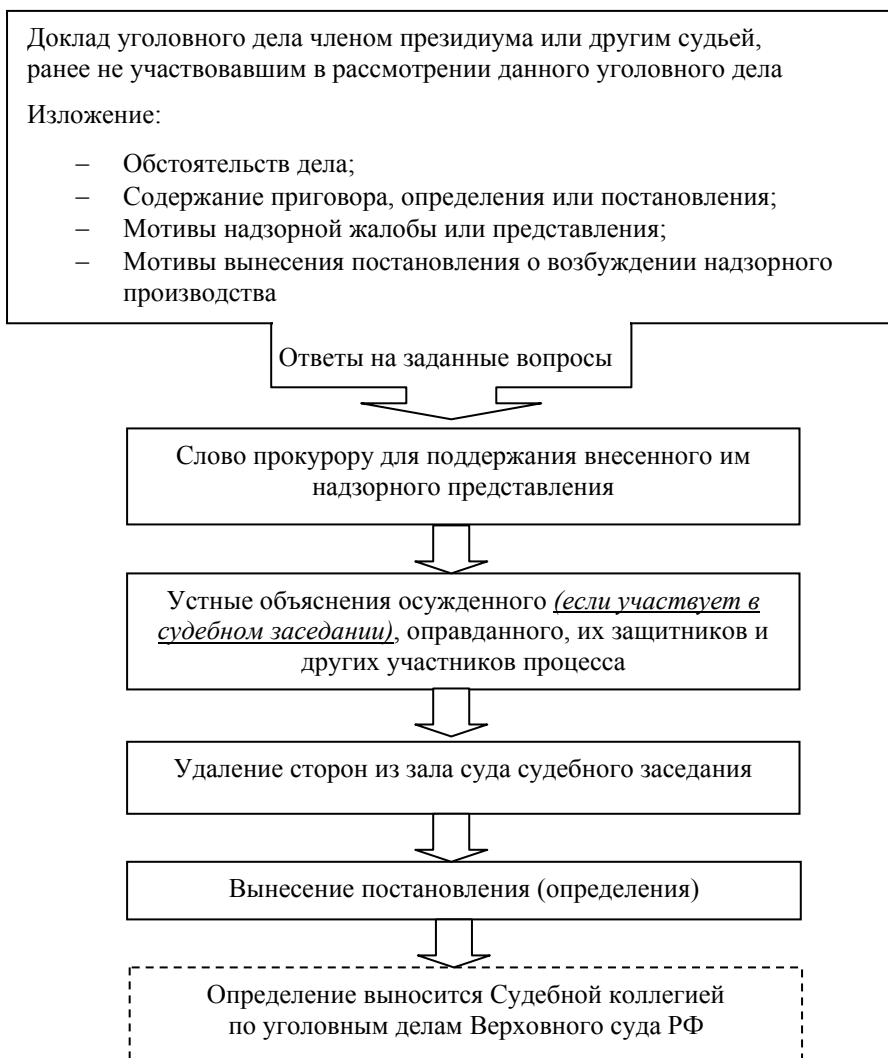 Доклад уголовного дела членом президиума или другим судьей,
ранее не участвовавшим в рассмотрении данного уголовного дела
Изложение:
– Обстоятельств дела;
– Содержание приговора, определения или постановления;
– Мотивы надзорной жалобы или представления;
– Мотивы вынесения постановления о возбуждении надзорного
производства
Ответы на заданные вопросы
Слово прокурору для поддержания внесенного им
надзорного представления
Устные объяснения осужденного (если участвует в
судебном заседании), оправданного, их защитников и
других участников процесса
Удаление сторон из зала суда судебного заседания
Вынесение постановления (определения)
Определение выносится Судебной коллегией
по уголовным делам Верховного суда РФ